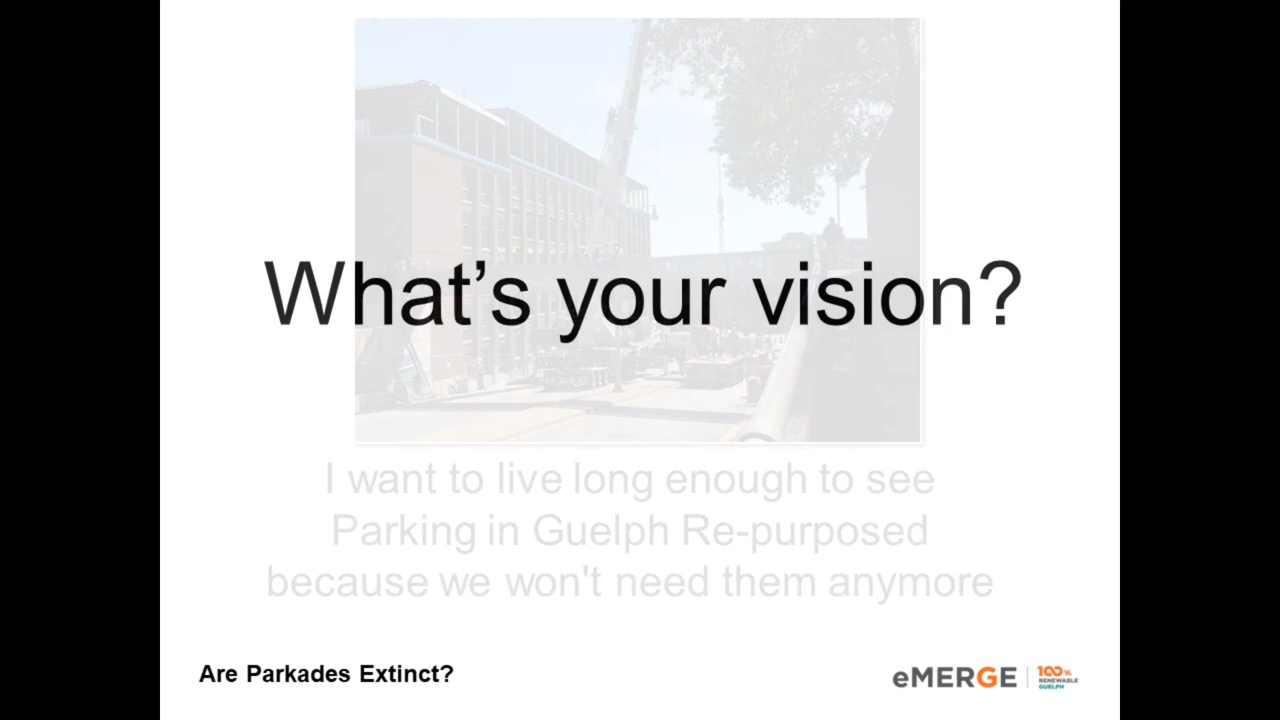 What’s your vision?
I want to live long enough to see
Parking in Guelph Re-purposed
because we won't need them anymore
Are Parkades Extinct?
eMERGE
100%
RENEWABLE
GUELPH